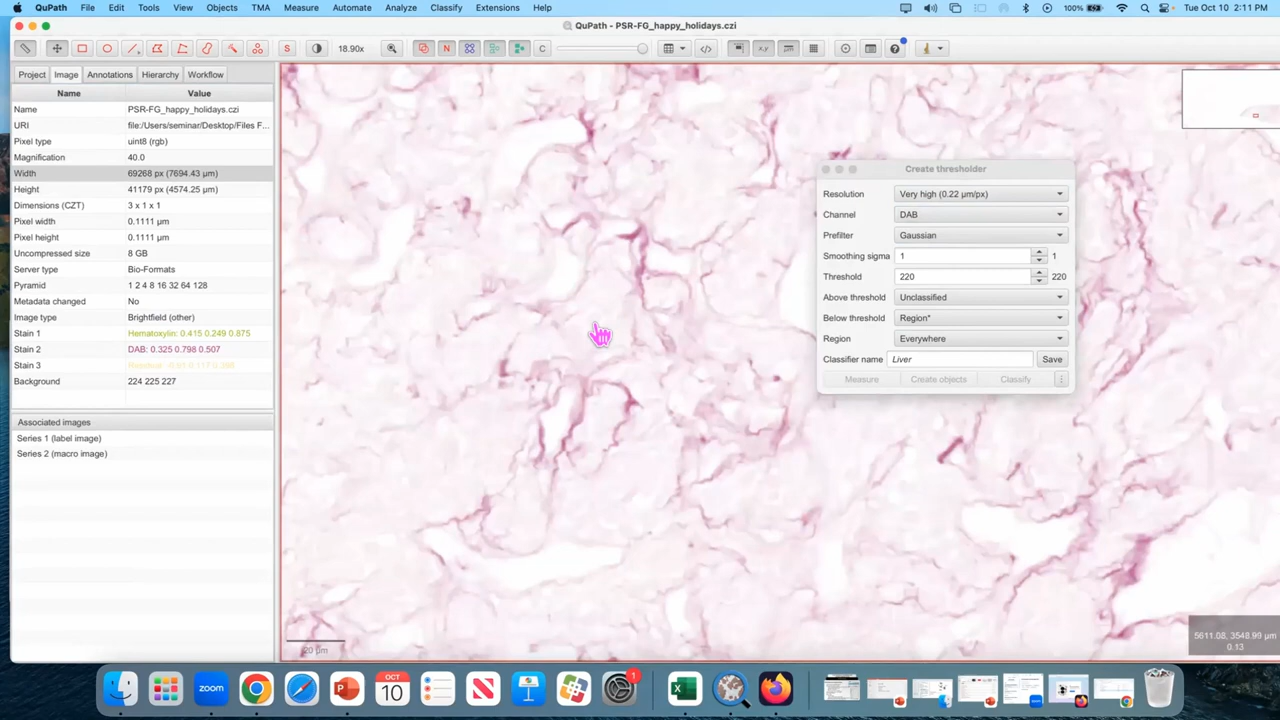 QuPath File Edit Tools View Objects TMA Measure Automate Analyze Classify Extensions Help 100% Tue Oct 10 2:11 PM
QuPath - PSR-FG_happy_holidays.czi
S 18.90x N C x,y
Project Image Annotations Hierarchy Workflow
Name Value
Name PSR-FG_happy_holidays.czi
URI file:/Users/seminar/Desktop/Files F...
Pixel type uint8 (rgb)
Magnification 40.0
Width 69268 px (7694.43 µm)
Height 41179 px (4574.25 µm)
Dimensions (CZT) 3 x 1 x 1
Pixel width 0.1111 µm
Pixel height 0.1111 µm
Uncompressed size 8 GB
Server type Bio-Formats
Pyramid 1 2 4 8 16 32 64 128
Metadata changed No
Image type Brightfield (other)
Stain 1 Hematoxylin: 0.415 0.249 0.875
Stain 2 DAB: 0.325 0.798 0.507
Stain 3
Background 224 225 227
Associated images
Series 1 (label image)
Series 2 (macro image)
Create thresholder
Resolution Very high (0.22 µm/px)
Channel DAB
Prefilter Gaussian
Smoothing sigma 1 1
Threshold 220 220
Above threshold Unclassified
Below threshold Region*
Region Everywhere
Classifier name Liver Save
Measure Create objects Classify
20 µm
5611.08, 3548.99 µm
0.13
zoom OCT 10 1